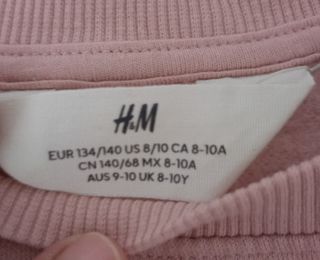 H&M
EUR 134/140 US 8/10 CA 8-10A
CN 140/68 MX 8-10A
AUS 9-10 UK 8-10Y